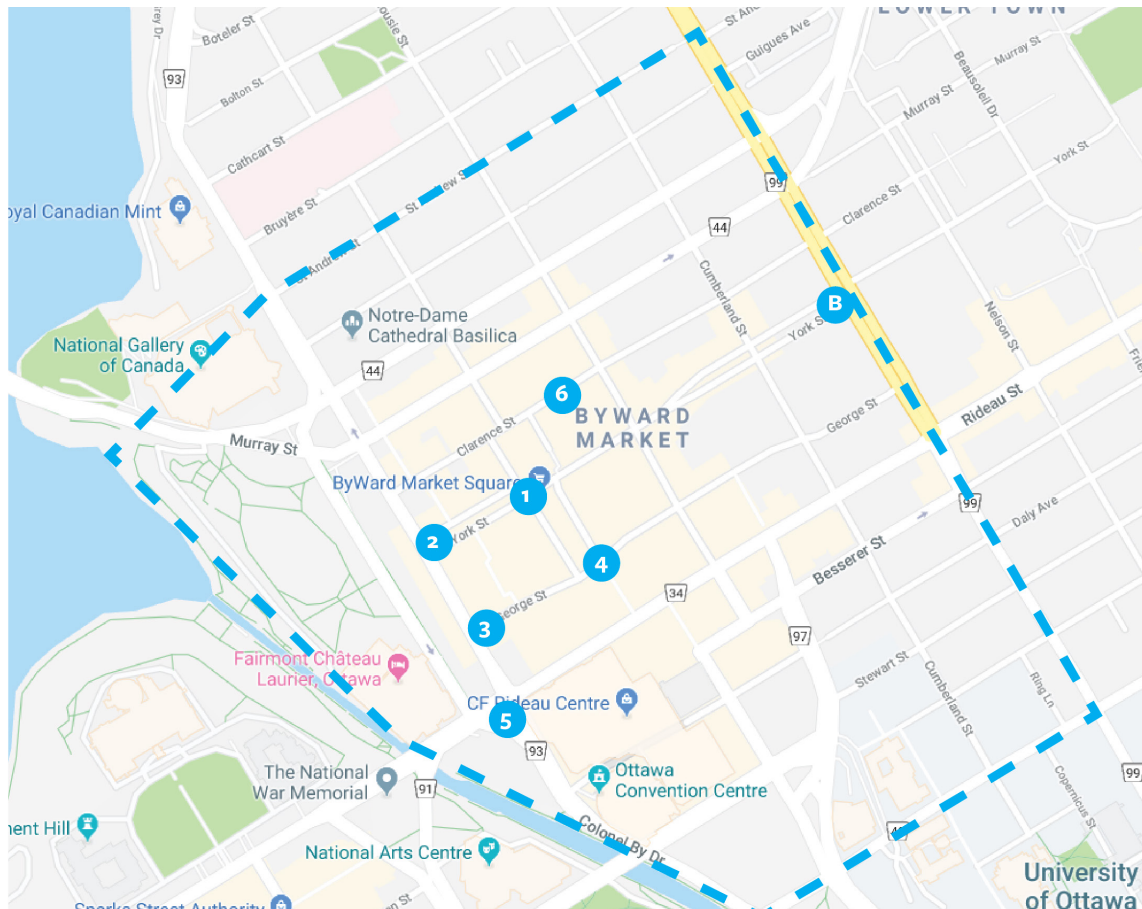 LOWER TOWN
Boteler St
Guigues Ave
Murray St
93
Bolton St
Beausoleil Dr
Murray St
Cathcart St
York St
99
oyal Canadian Mint
Bruyère St
St
Clarence St
44
St Andrew St
Cumberland St
B
Notre-Dame
Cathedral Basilica
York St
Nelson St
National Gallery
of Canada
44
6
BYWARD
MARKET
George St
Rideau St
Clarence St
Murray St
ByWard Market Square
1
99
Daly Ave
York St
2
4
Besserer St
34
George St
3
97
Fairmont Château
Laurier, Ottawa
Stewart St
Cumberland St
Ring Ln
CF Rideau Centre
5
93
The National
War Memorial
91
Ottawa
Convention Centre
99
Copernicus St
ent Hill
National Arts Centre
Colonel By Dr
University
of Ottawa
Sparks Street Authority